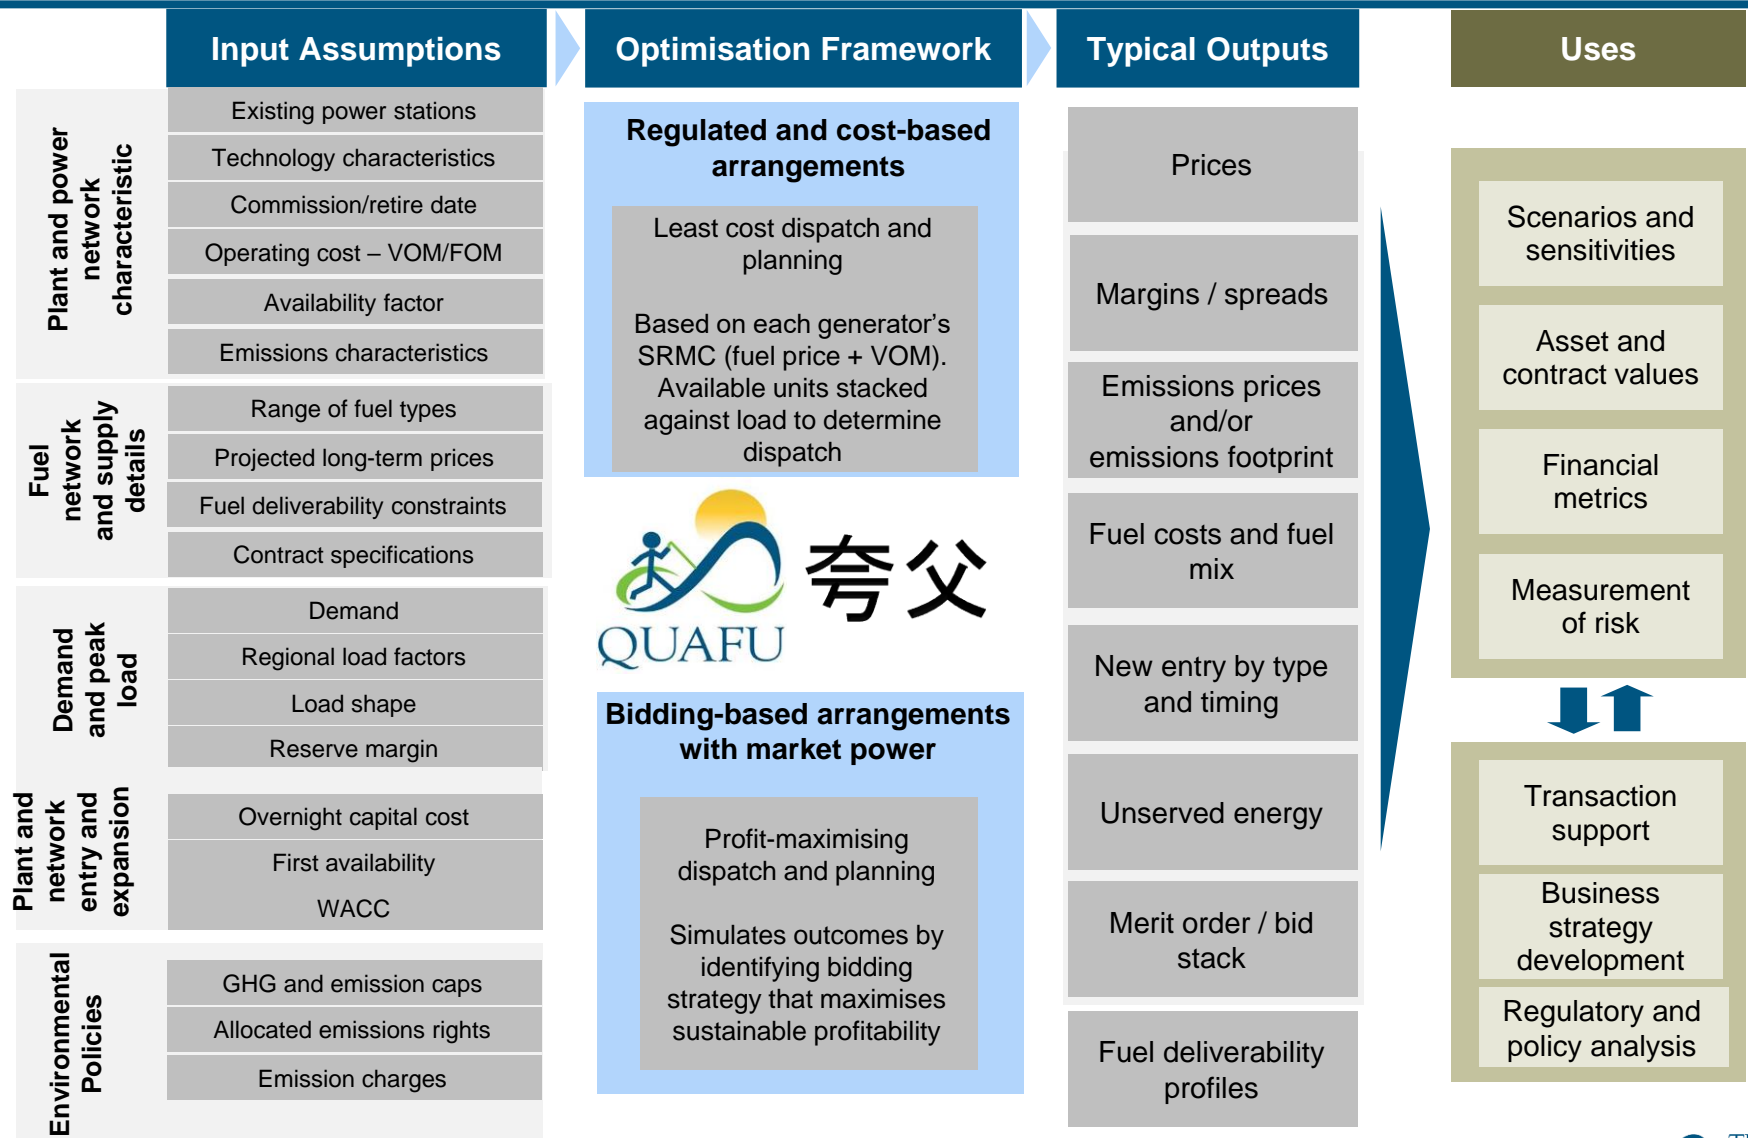 Input Assumptions
Optimisation Framework
Typical Outputs
Uses
Plant and power
network
characteristic
Existing power stations
Technology characteristics
Commission/retire date
Operating cost – VOM/FOM
Availability factor
Emissions characteristics
Fuel
network
and supply
details
Range of fuel types
Projected long-term prices
Fuel deliverability constraints
Contract specifications
Demand
and peak
load
Demand
Regional load factors
Load shape
Reserve margin
Plant and
network
entry and
expansion
Overnight capital cost
First availability
WACC
Environmental
Policies
GHG and emission caps
Allocated emissions rights
Emission charges
Regulated and cost-based
arrangements
Least cost dispatch and
planning
Based on each generator’s
SRMC (fuel price + VOM).
Available units stacked
against load to determine
dispatch
夸父
QUAFU
Bidding-based arrangements
with market power
Profit-maximising
dispatch and planning
Simulates outcomes by
identifying bidding
strategy that maximises
sustainable profitability
Prices
Margins / spreads
Emissions prices
and/or
emissions footprint
Fuel costs and fuel
mix
New entry by type
and timing
Unserved energy
Merit order / bid
stack
Fuel deliverability
profiles
Scenarios and
sensitivities
Asset and
contract values
Financial
metrics
Measurement
of risk
Transaction
support
Business
strategy
development
Regulatory and
policy analysis